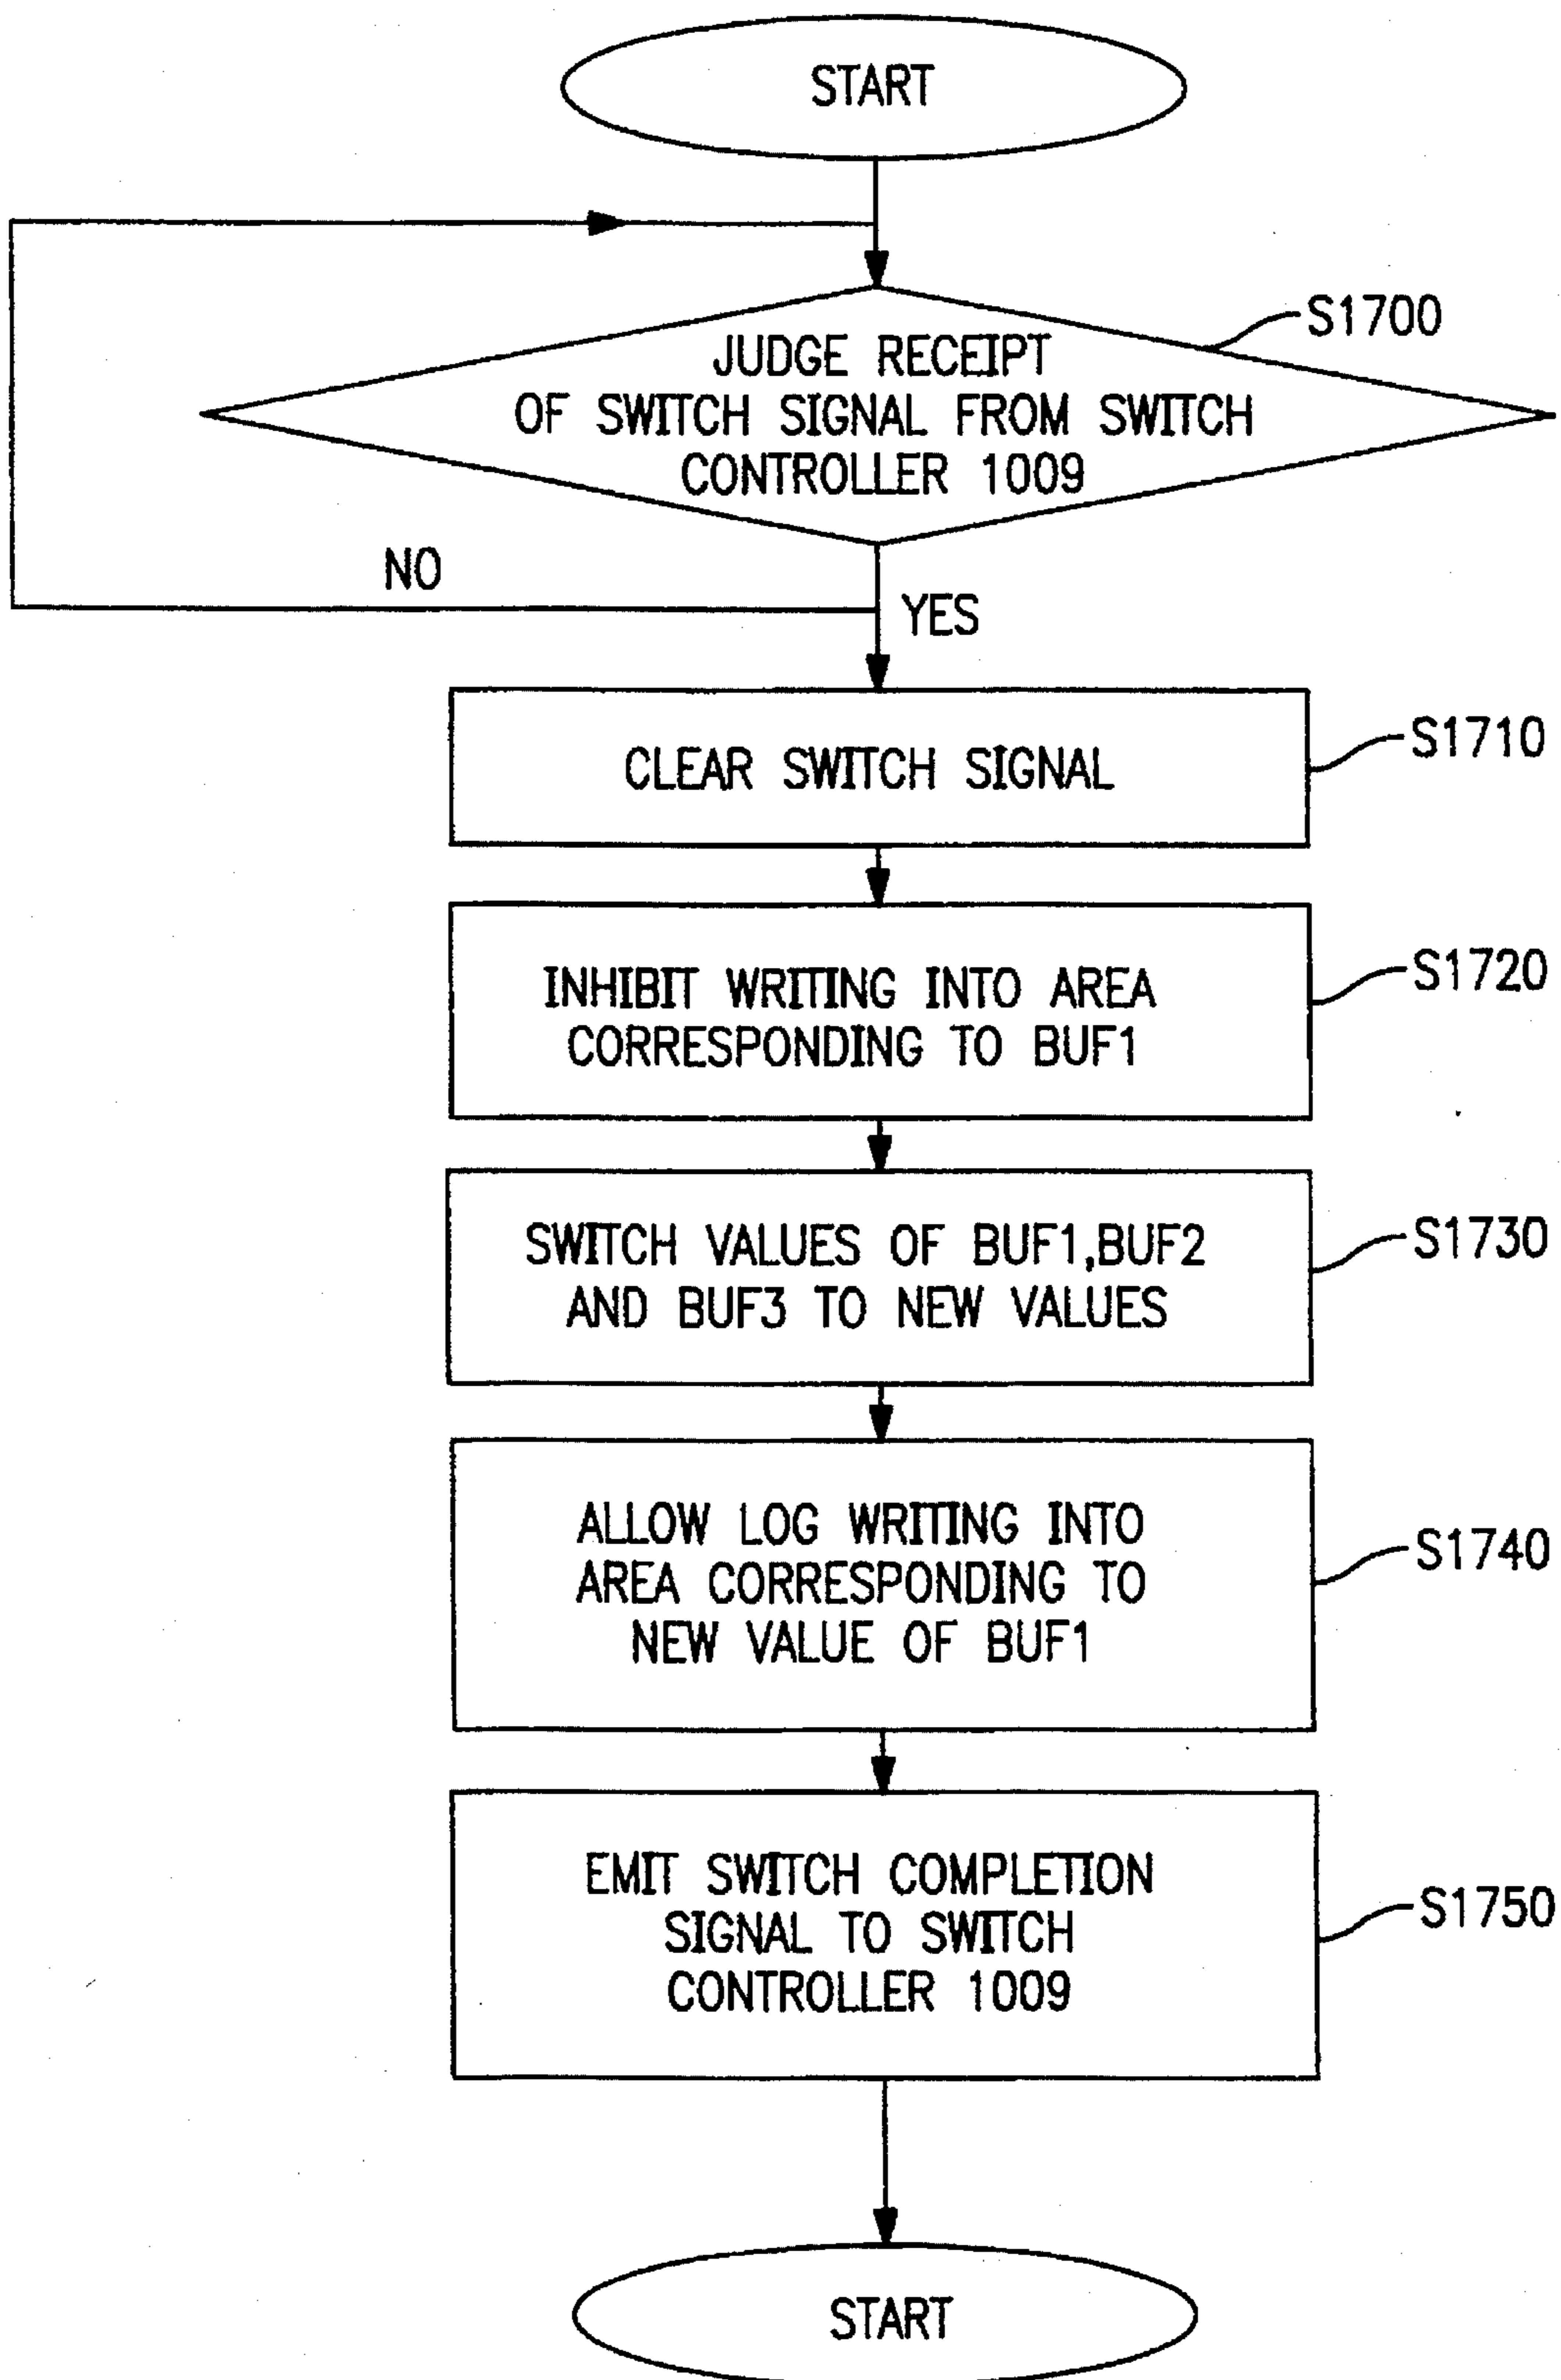 START
JUDGE RECEIPT
OF SWITCH SIGNAL FROM SWITCH
CONTROLLER 1009
S1700
NO
YES
CLEAR SWITCH SIGNAL
S1710
INHIBIT WRITING INTO AREA
CORRESPONDING TO BUF1
S1720
SWITCH VALUES OF BUF1,BUF2
AND BUF3 TO NEW VALUES
S1730
ALLOW LOG WRITING INTO
AREA CORRESPONDING TO
NEW VALUE OF BUF1
S1740
EMIT SWITCH COMPLETION
SIGNAL TO SWITCH
CONTROLLER 1009
S1750
START